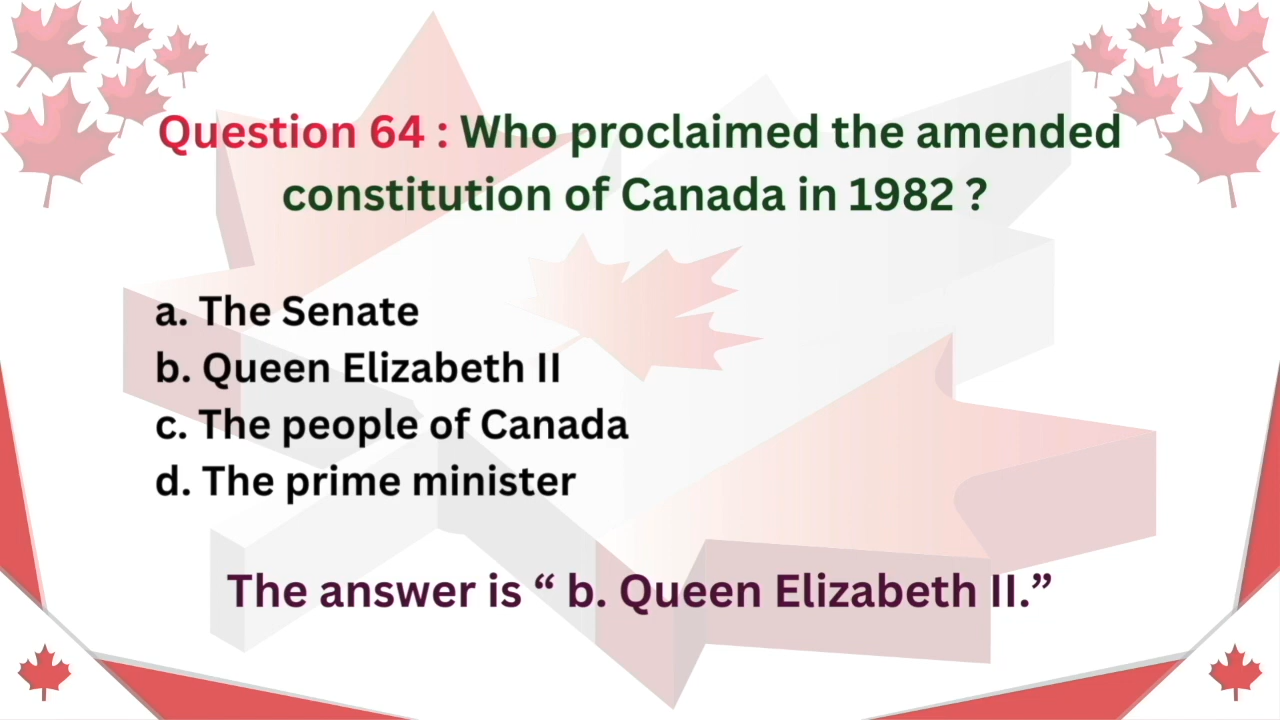 Question 64 : Who proclaimed the amended
constitution of Canada in 1982 ?
a. The Senate
b. Queen Elizabeth II
c. The people of Canada
d. The prime minister
The answer is “ b. Queen Elizabeth II.”